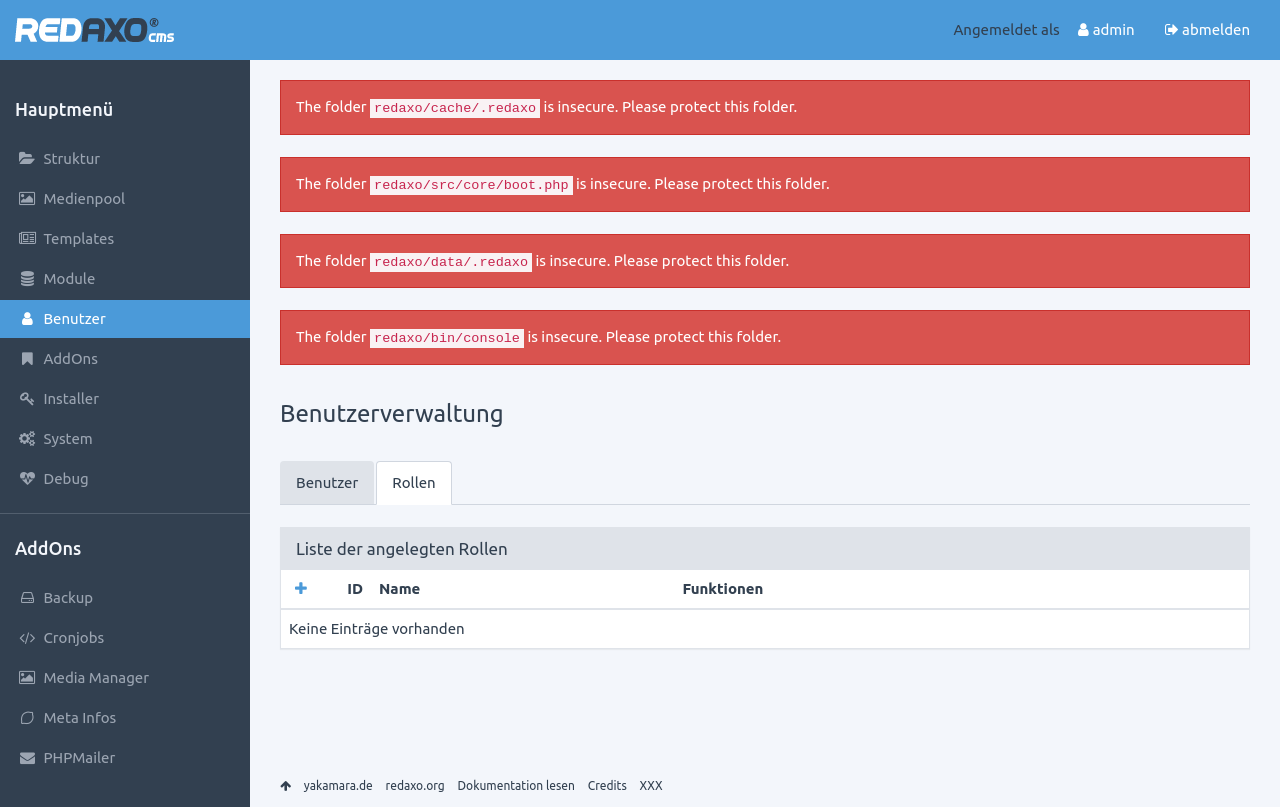 REDAXO® cms
Angemeldet als admin abmelden
Hauptmenü
Struktur
Medienpool
Templates
Module
Benutzer
AddOns
Installer
System
Debug
AddOns
Backup
Cronjobs
Media Manager
Meta Infos
PHPMailer
The folder redaxo/cache/.redaxo is insecure. Please protect this folder.
The folder redaxo/src/core/boot.php is insecure. Please protect this folder.
The folder redaxo/data/.redaxo is insecure. Please protect this folder.
The folder redaxo/bin/console is insecure. Please protect this folder.
Benutzerverwaltung
Benutzer Rollen
Liste der angelegten Rollen
ID Name Funktionen
Keine Einträge vorhanden
yakamara.de redaxo.org Dokumentation lesen Credits XXX